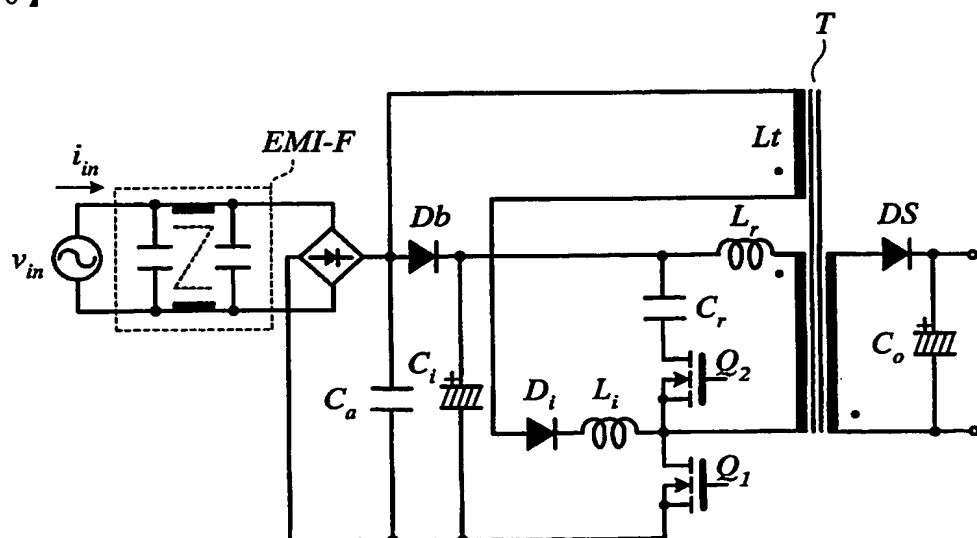 T
EMI-F
i_in
Lt
Db
L_r
DS
v_in
C_r
C_i
+
Q_2
+
C_o
C_a
D_i
L_i
Q_1